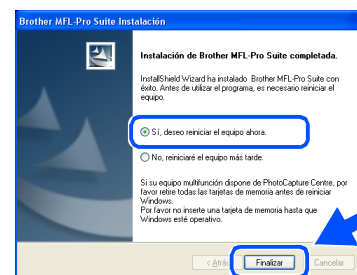 Brother MFL-Pro Suite Instalación
Instalación de Brother MFL-Pro Suite completada.
InstallShield Wizard ha instalado Brother MFL-Pro Suite con
éxito. Antes de utilizar el programa, es necesario reiniciar el
equipo.
Sí, deseo reiniciar el equipo ahora.
No, reiniciaré el equipo más tarde.
Si su equipo multifunción dispone de PhotoCapture Centre, por
favor retire todas las tarjetas de memoria antes de reiniciar
Windows.
Por favor no inserte una tarjeta de memoria hasta que
Windows esté operativo.
< Atrás Finalizar Cancelar